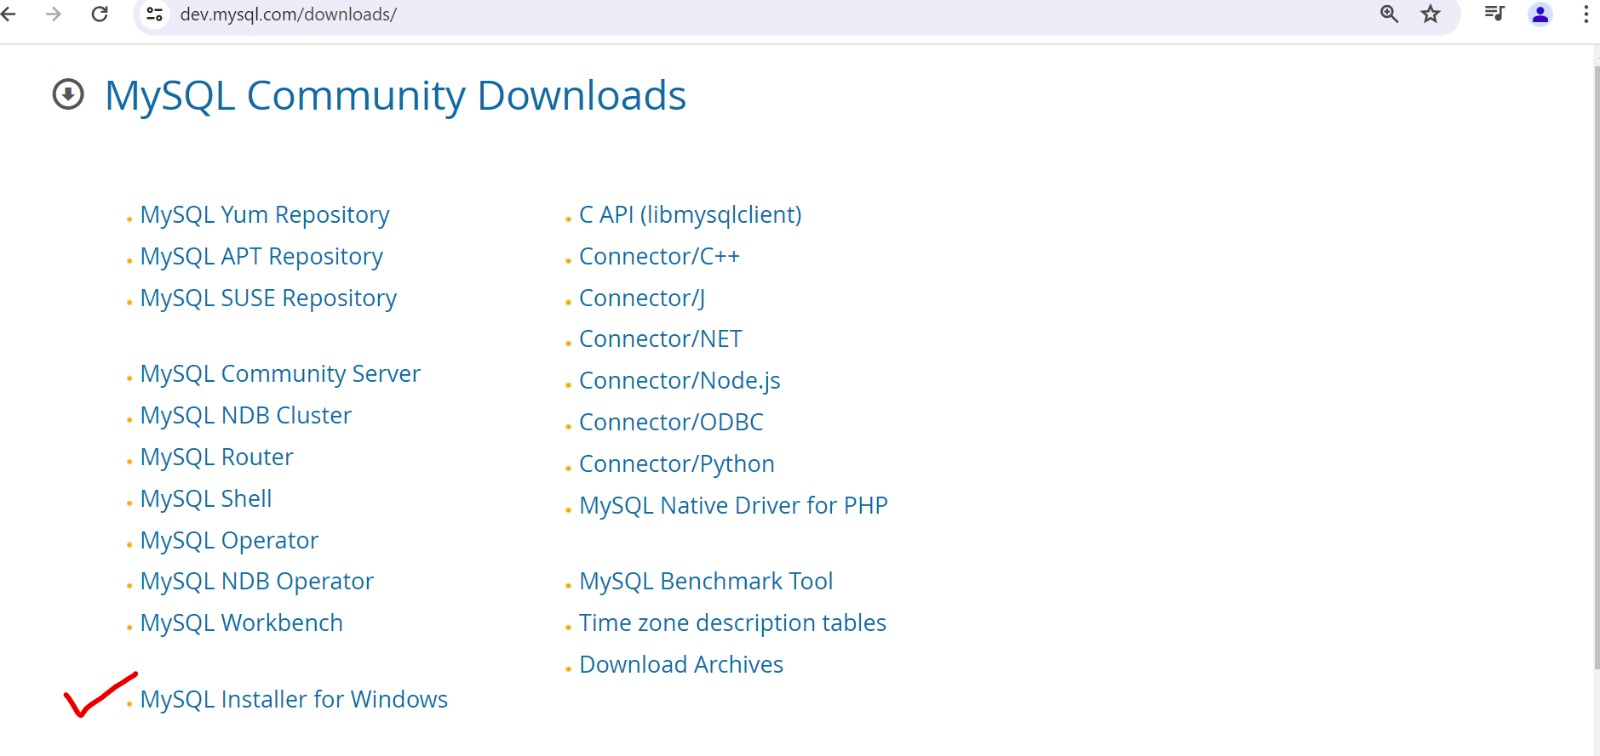 dev.mysql.com/downloads/
MySQL Community Downloads
MySQL Yum Repository
MySQL APT Repository
MySQL SUSE Repository
MySQL Community Server
MySQL NDB Cluster
MySQL Router
MySQL Shell
MySQL Operator
MySQL NDB Operator
MySQL Workbench
MySQL Installer for Windows
C API (libmysqlclient)
Connector/C++
Connector/J
Connector/NET
Connector/Node.js
Connector/ODBC
Connector/Python
MySQL Native Driver for PHP
MySQL Benchmark Tool
Time zone description tables
Download Archives